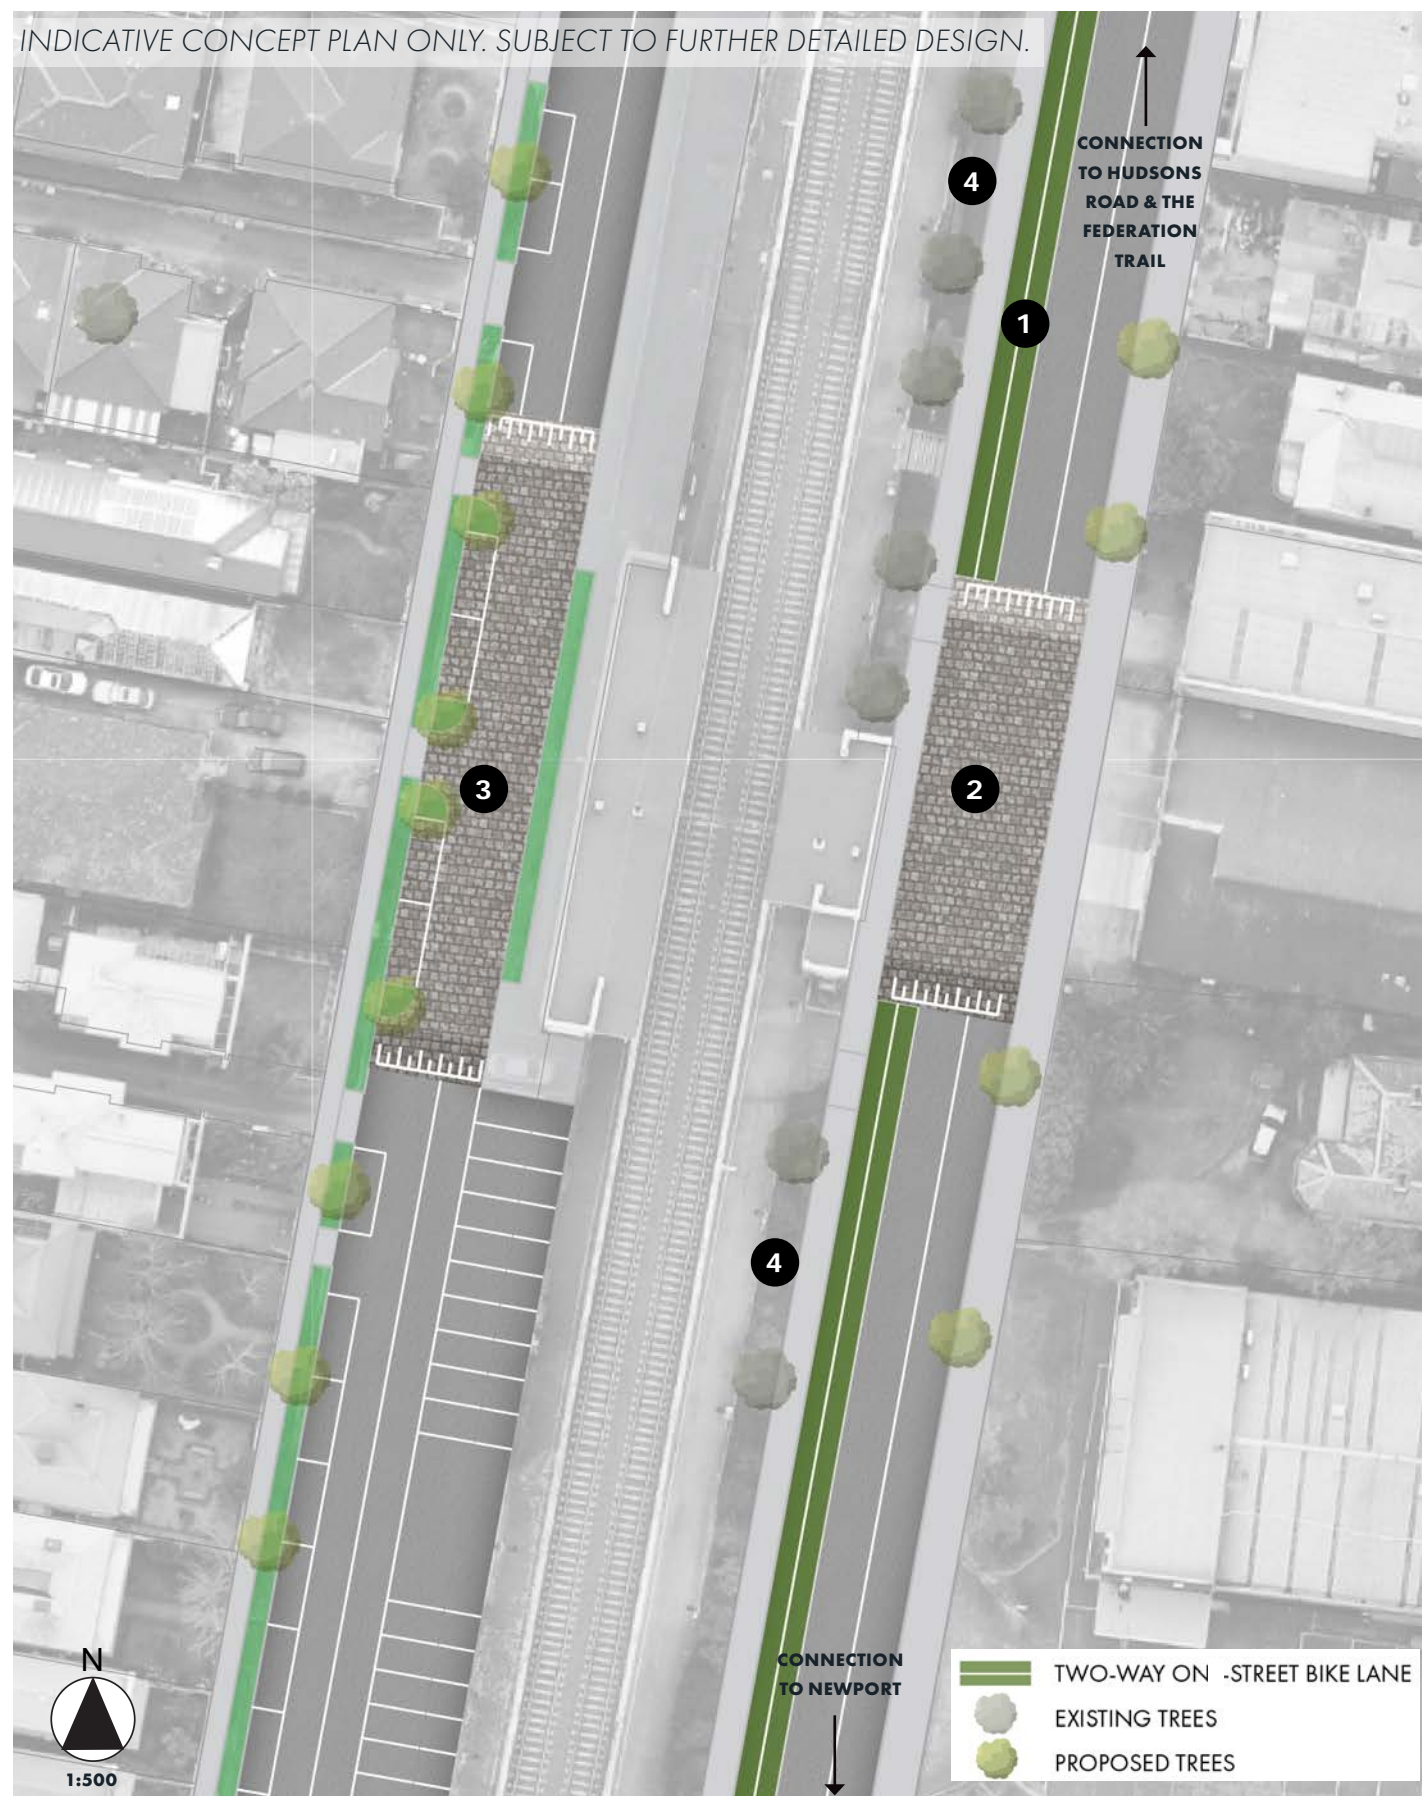 INDICATIVE CONCEPT PLAN ONLY. SUBJECT TO FURTHER DETAILED DESIGN.
CONNECTION
TO HUDSONS
ROAD & THE
FEDERATION
TRAIL
4
1
3
2
4
CONNECTION
TO NEWPORT
N
1:500
TWO-WAY ON -STREET BIKE LANE
EXISTING TREES
PROPOSED TREES